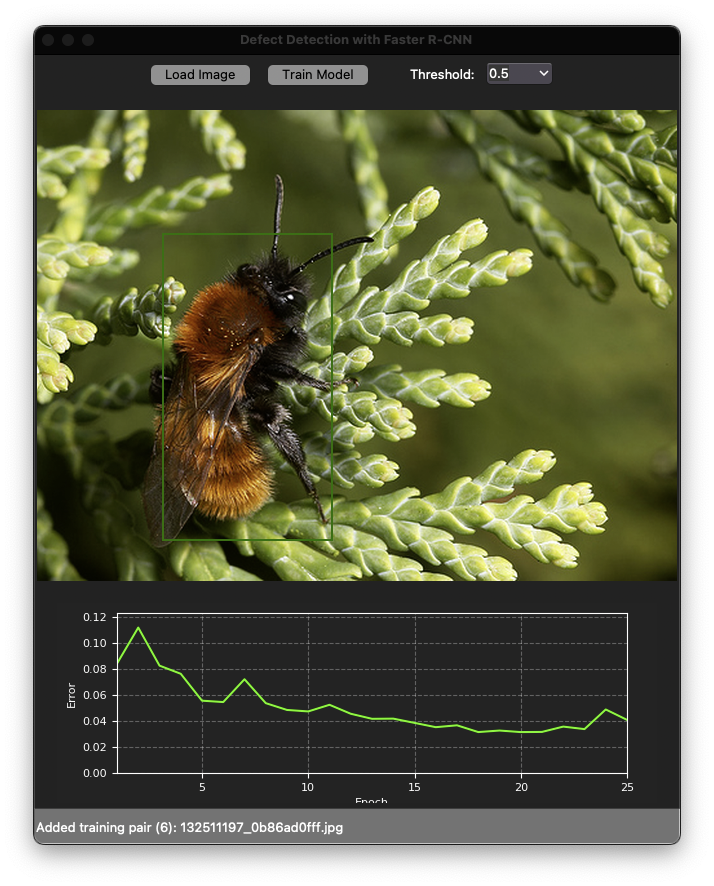 Defect Detection with Faster R-CNN
Load Image
Train Model
Threshold:
0.5
0.12
0.10
0.08
0.06
0.04
0.02
0.00
Error
5
10
15
20
25
Epoch
Added training pair (6): 132511197_0b86ad0fff.jpg